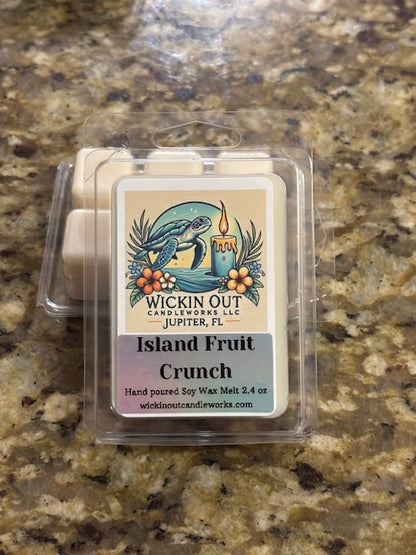 WICKIN OUT
CANDLEWORKS LLC
JUPITER, FL
Island Fruit
Crunch
Hand poured Soy Wax Melt 2.4 oz
wickinoutcandleworks.com